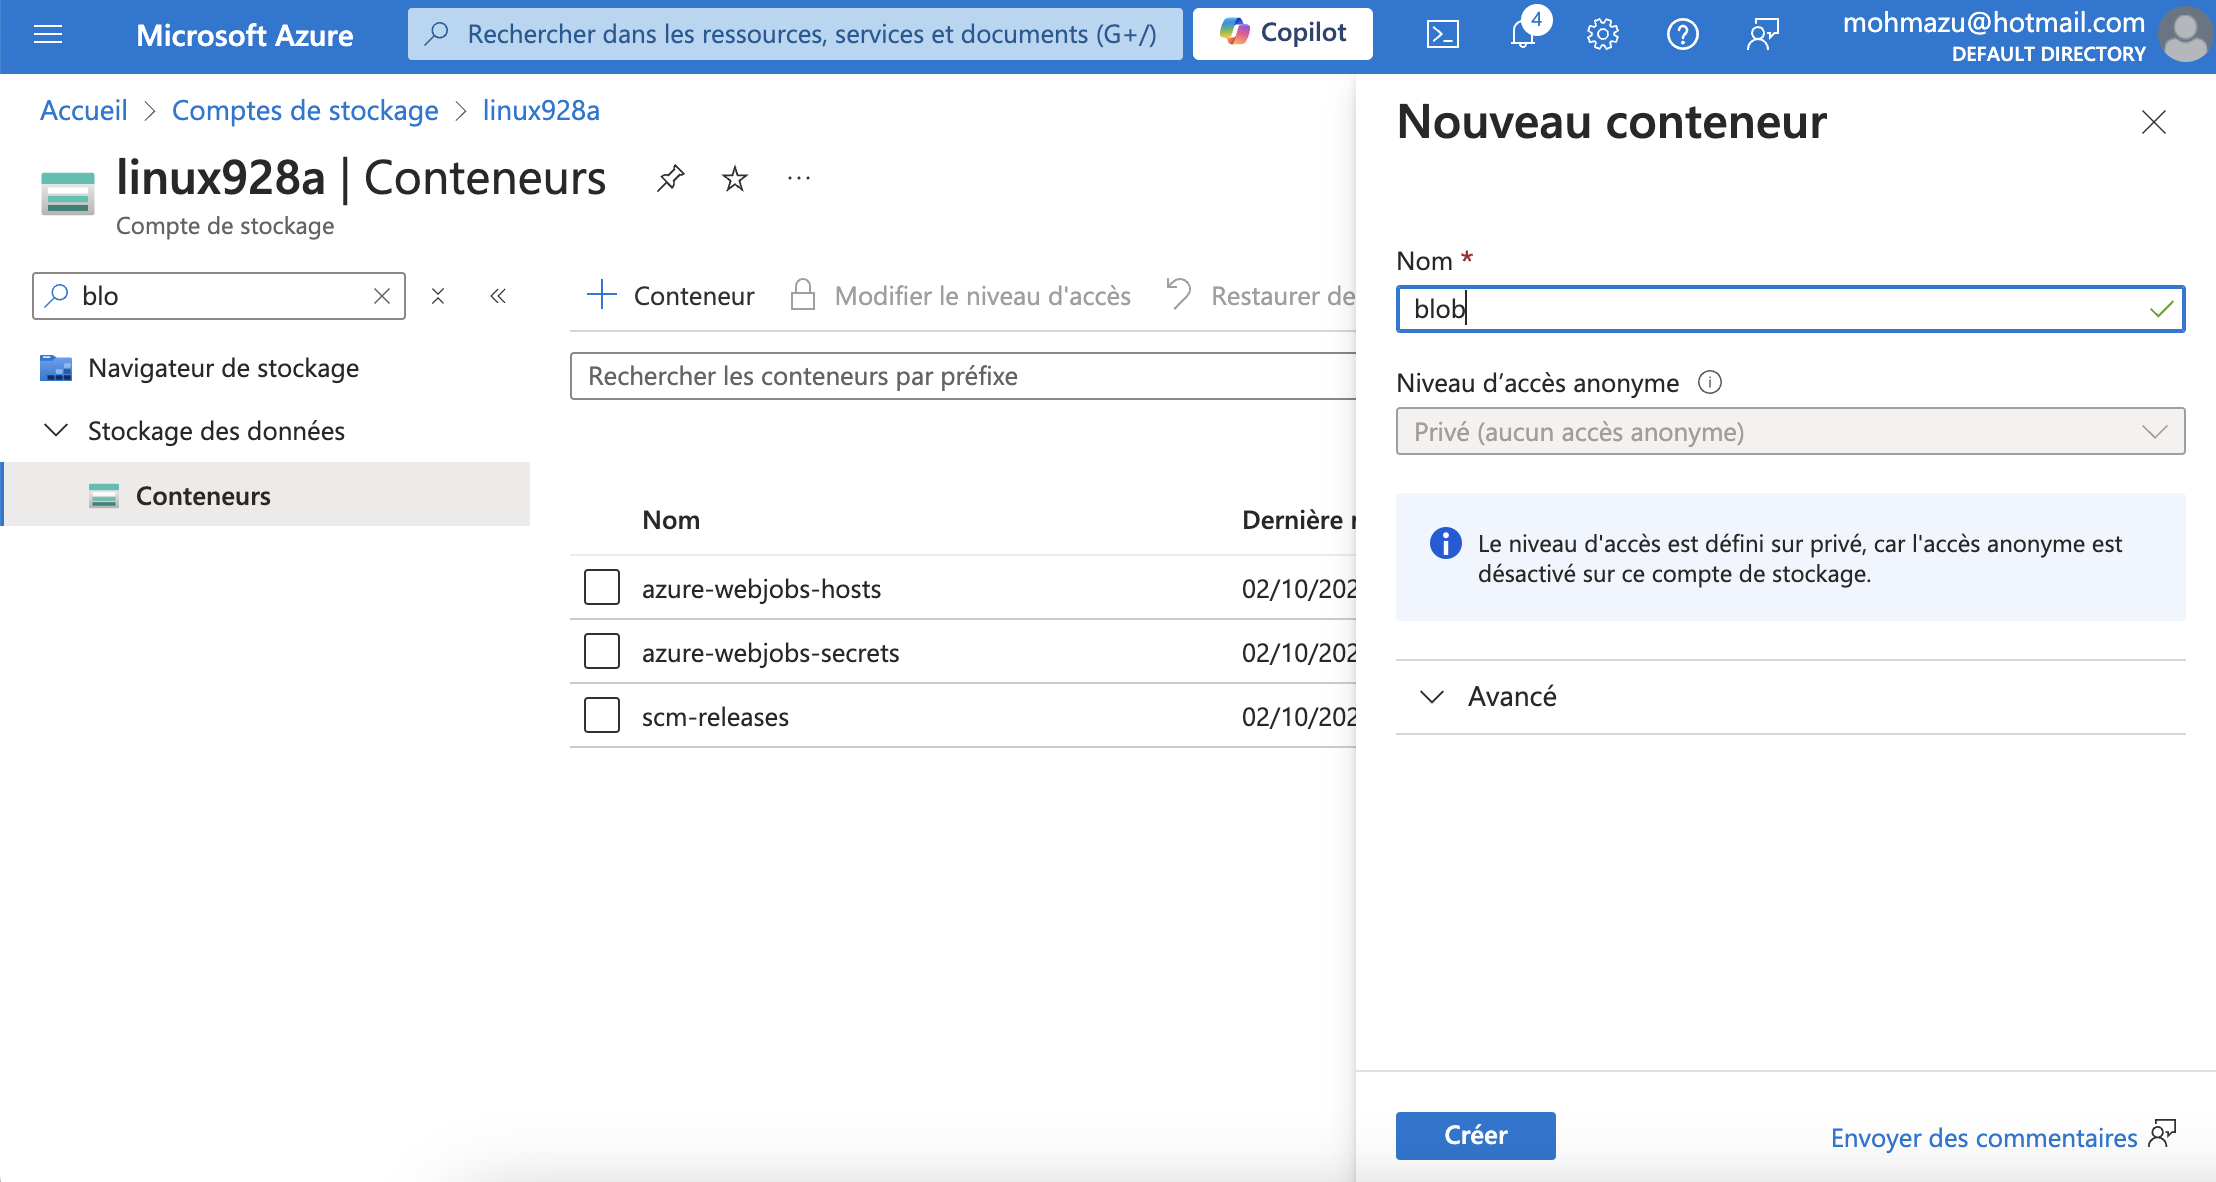 Microsoft Azure
Rechercher dans les ressources, services et documents (G+/)
Copilot
4
mohmazu@hotmail.com
DEFAULT DIRECTORY
Accueil > Comptes de stockage > linux928a
linux928a | Conteneurs
Compte de stockage
blo
Navigateur de stockage
Stockage des données
Conteneurs
Conteneur
Modifier le niveau d'accès
Restaurer de
Rechercher les conteneurs par préfixe
Nom
Dernière
azure-webjobs-hosts
02/10/202
azure-webjobs-secrets
02/10/202
scm-releases
02/10/202
Nouveau conteneur
Nom *
blob
Niveau d’accès anonyme
Privé (aucun accès anonyme)
Le niveau d'accès est défini sur privé, car l'accès anonyme est
désactivé sur ce compte de stockage.
Avancé
Créer
Envoyer des commentaires